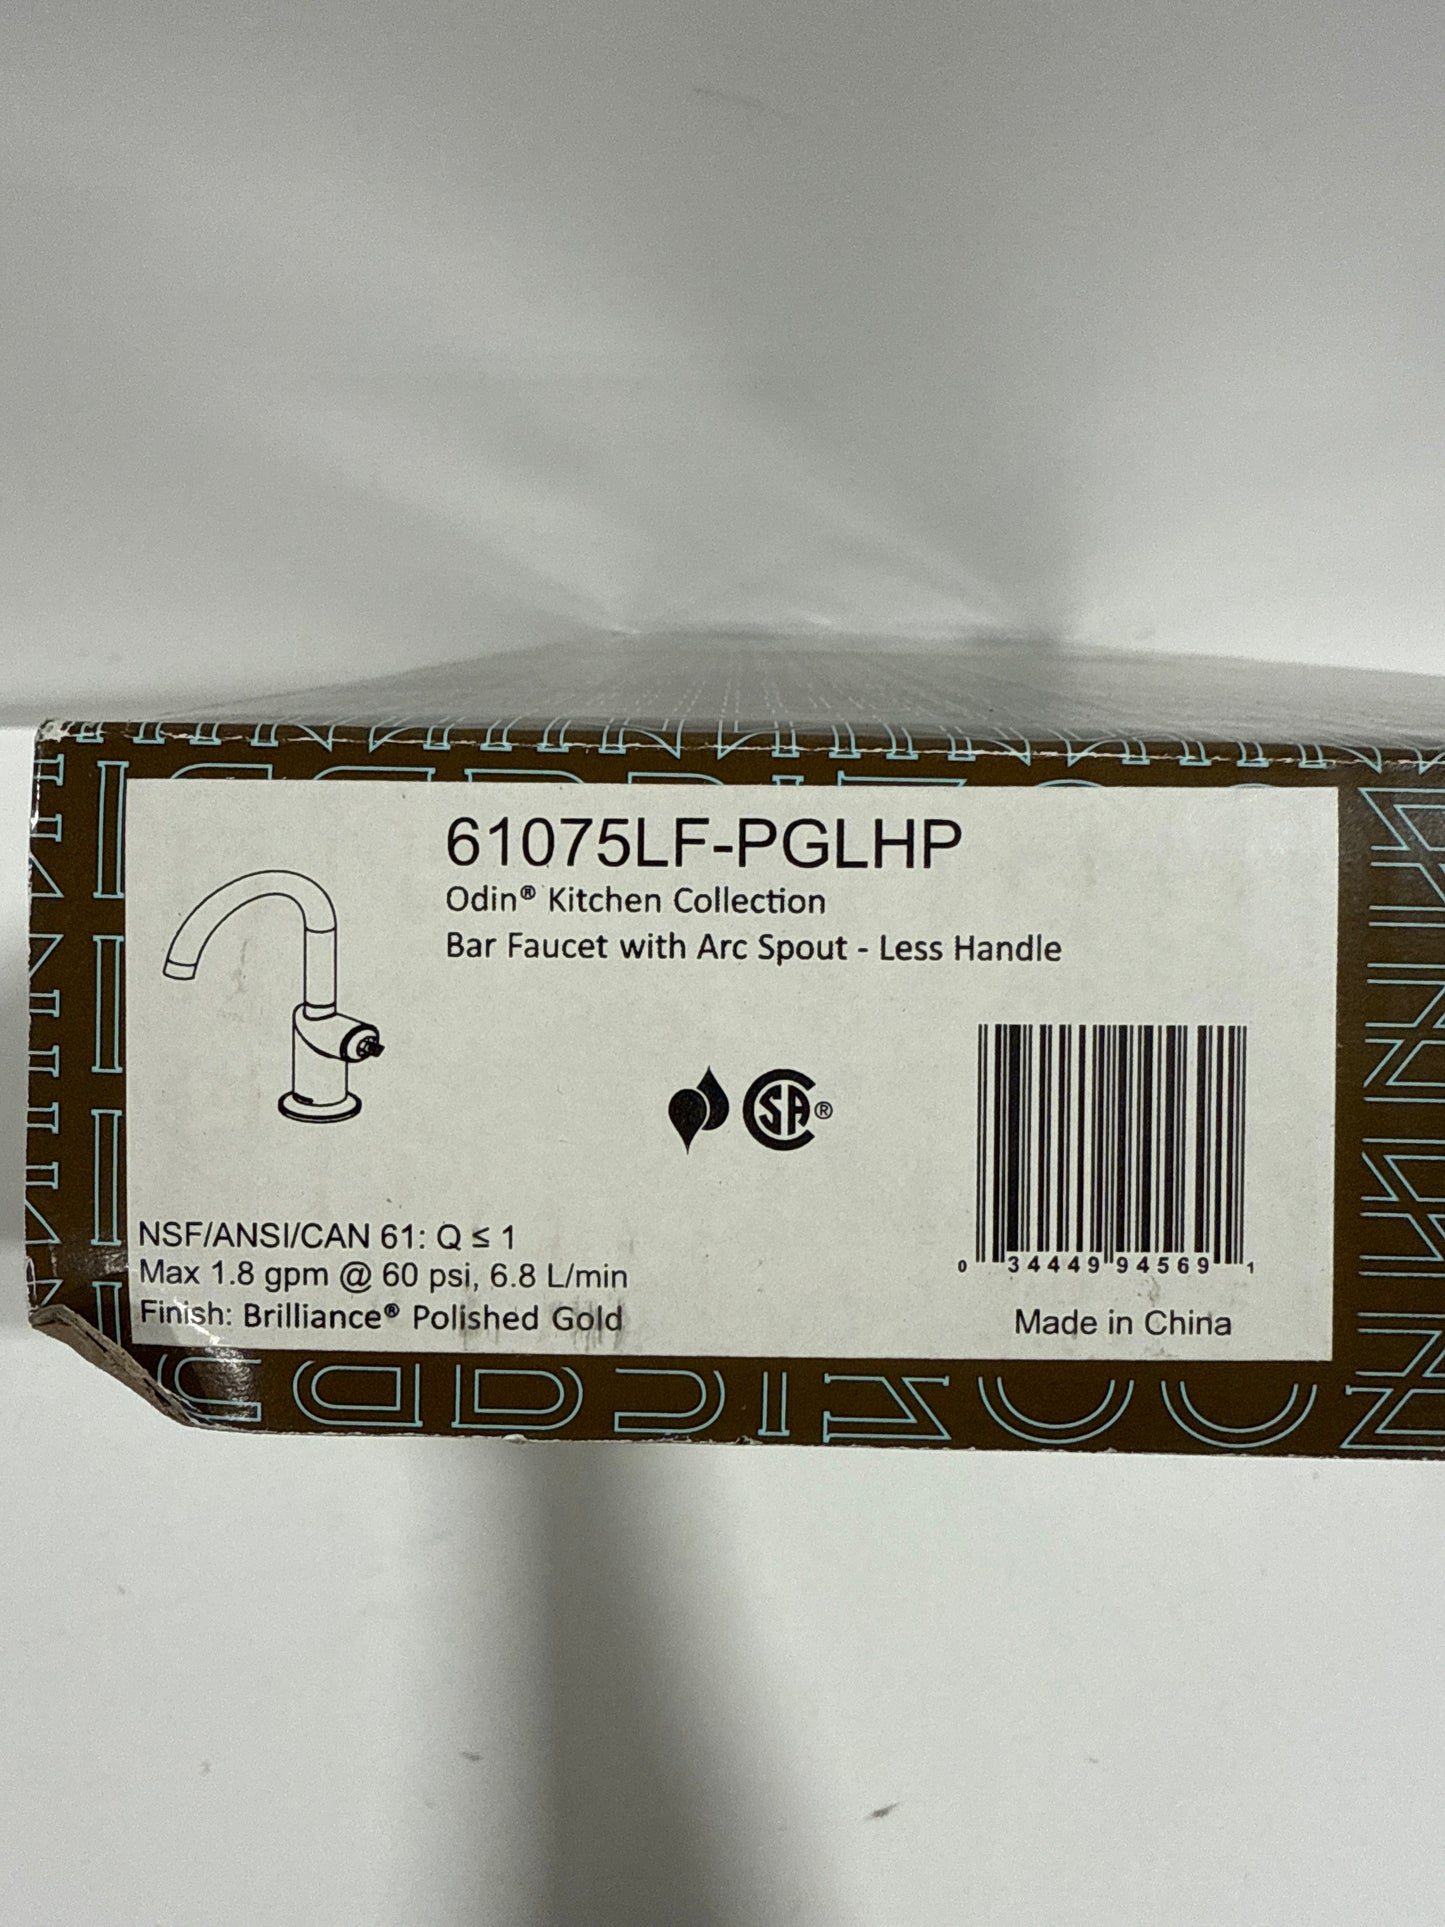 61075LF-PGLHP
Odin® Kitchen Collection
Bar Faucet with Arc Spout - Less Handle
SA ®
NSF/ANSI/CAN 61: Q ≤ 1
Max 1.8 gpm @ 60 psi, 6.8 L/min
Finish: Brilliance® Polished Gold
0 34449 94569 1
Made in China